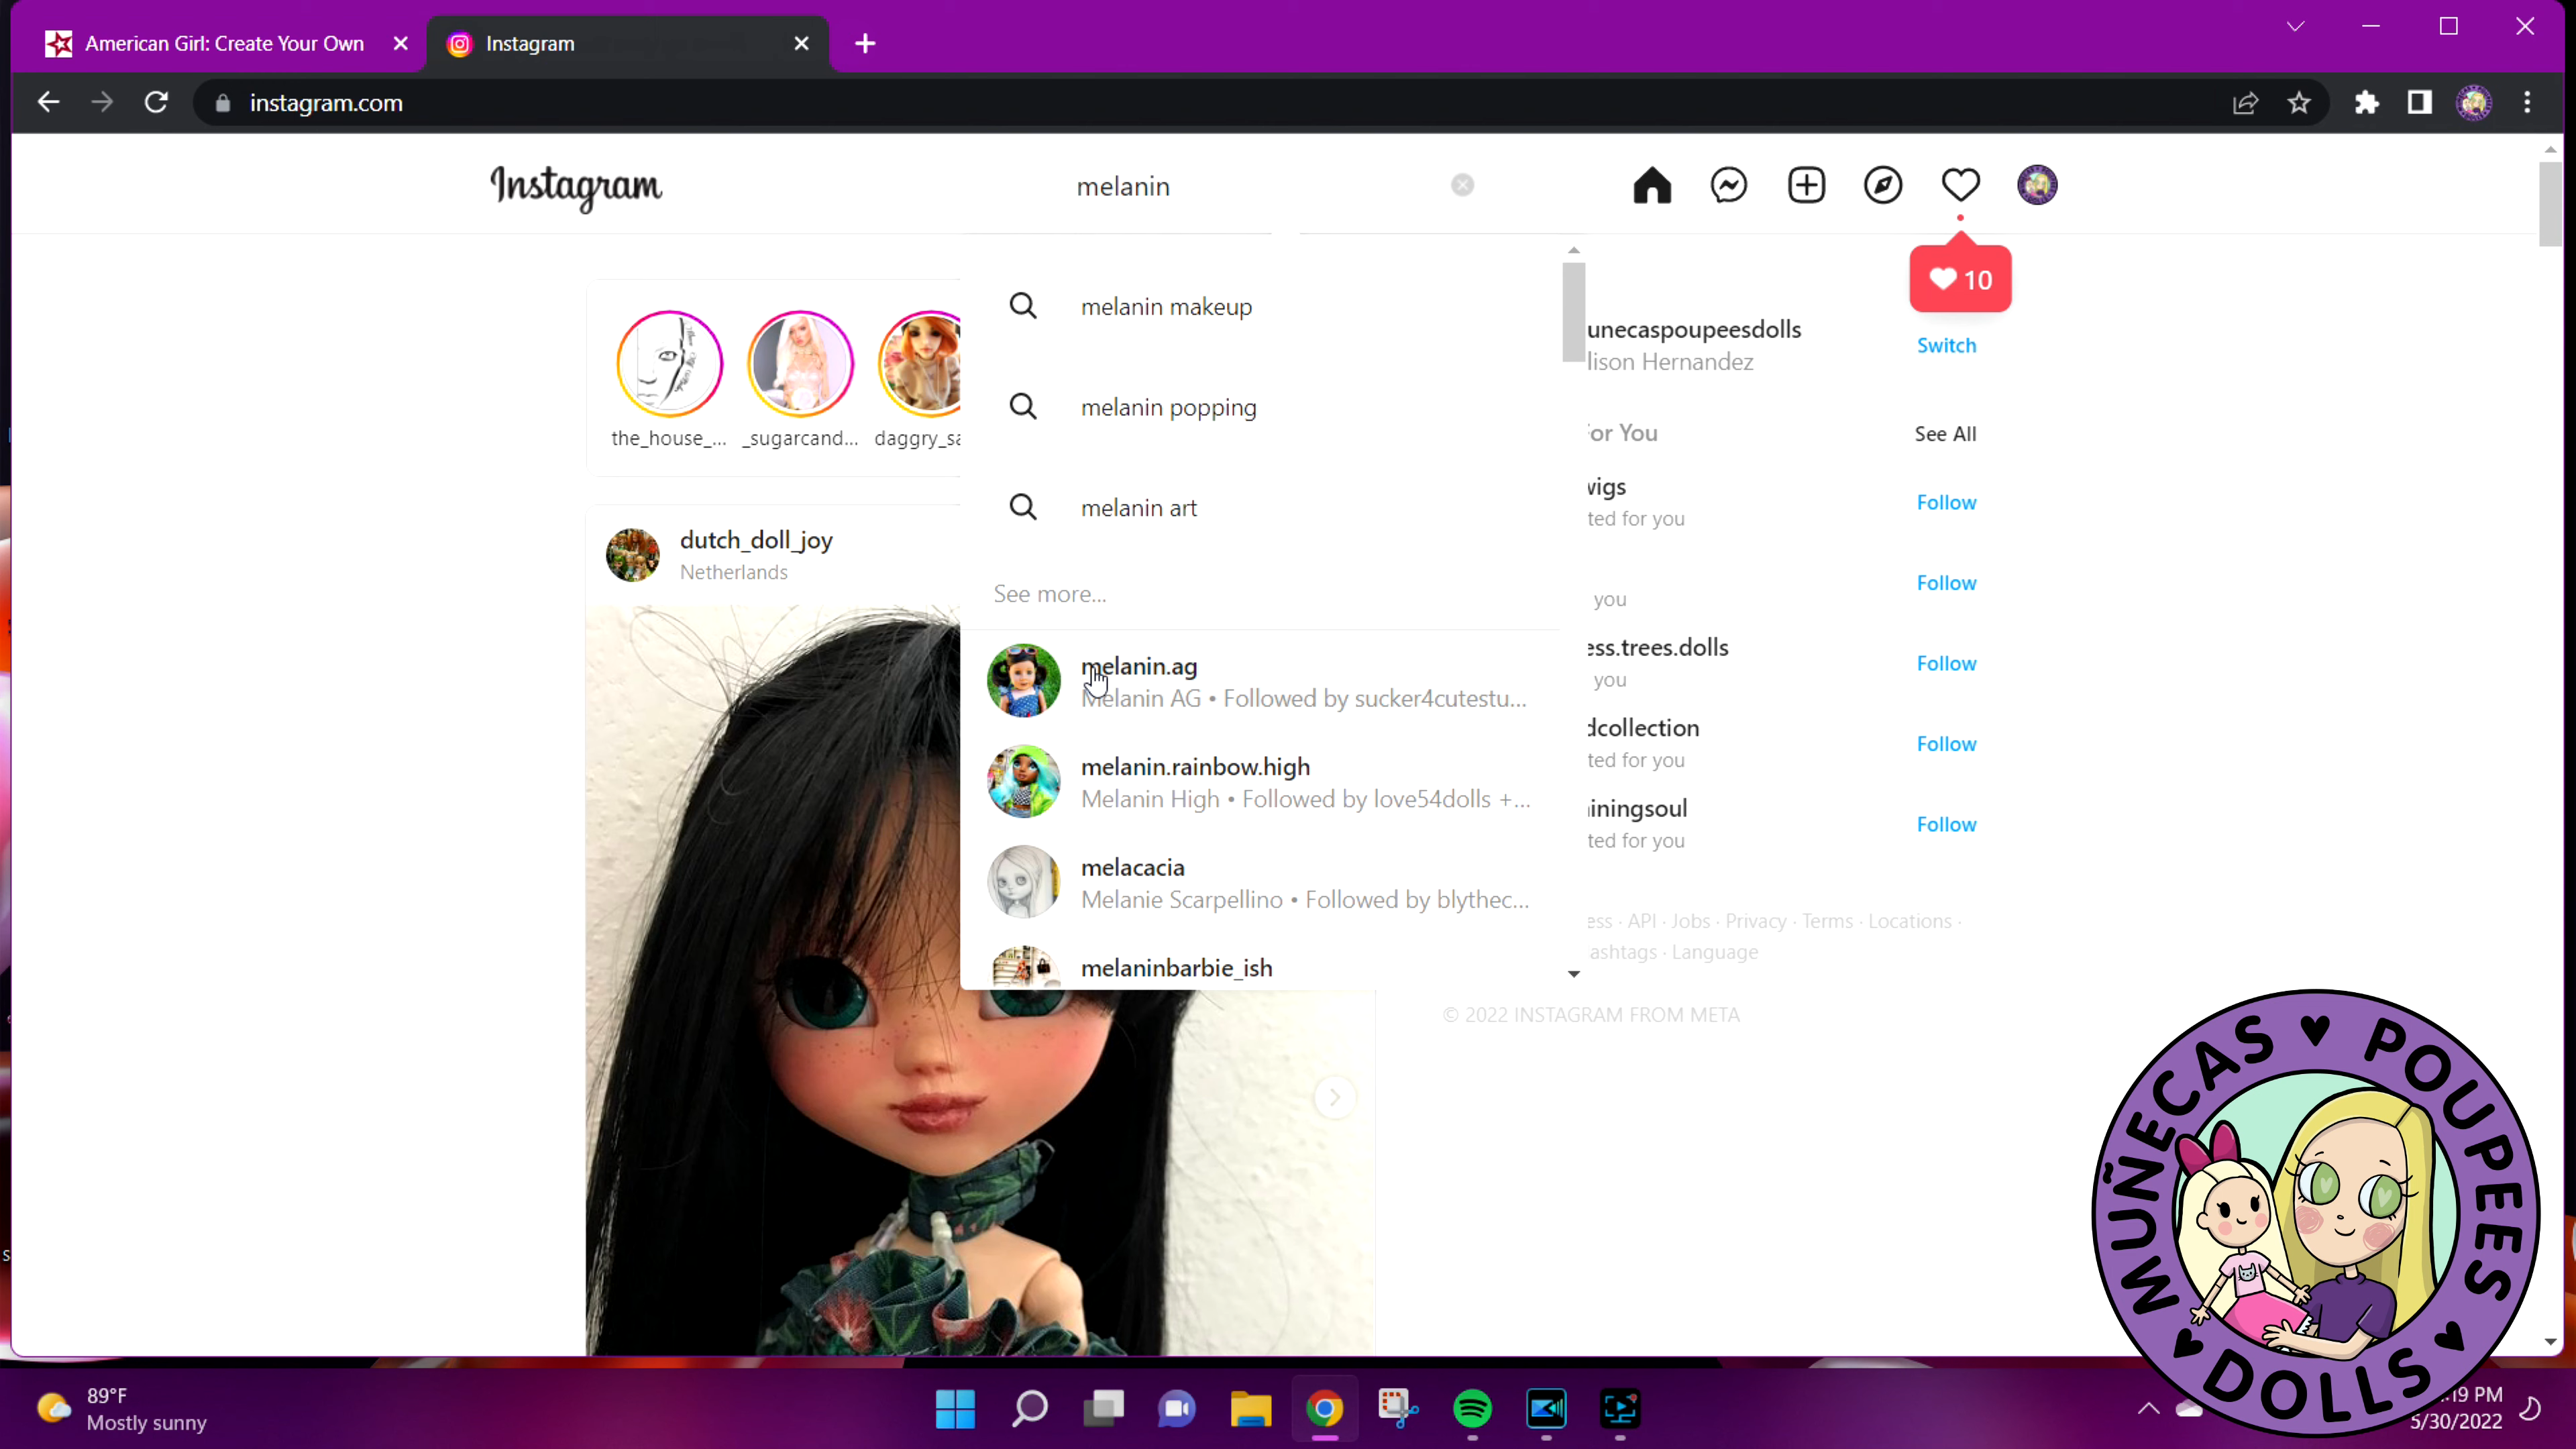 American Girl: Create Your Own
Instagram
instagram.com
Instagram
melanin
10
melanin makeup
melanin popping
melanin art
See more...
melanin.ag
Melanin AG • Followed by sucker4cutestu...
melanin.rainbow.high
Melanin High • Followed by love54dolls +...
melacacia
Melanie Scarpellino • Followed by blythec...
melaninbarbie_ish
the_house_...
_sugarcand...
daggry_sa
dutch_doll_joy
Netherlands
unecaspoupeesdolls
lison Hernandez
Switch
For You
See All
wigs
ted for you
Follow
you
Follow
ess.trees.dolls
you
Follow
dcollection
ted for you
Follow
iningsoul
ted for you
Follow
ess · API · Jobs · Privacy · Terms · Locations ·
ashtags · Language
© 2022 INSTAGRAM FROM META
MUÑECAS ♥ POUPEES ♥ DOLLS ♥
89°F
Mostly sunny
:19 PM
5/30/2022